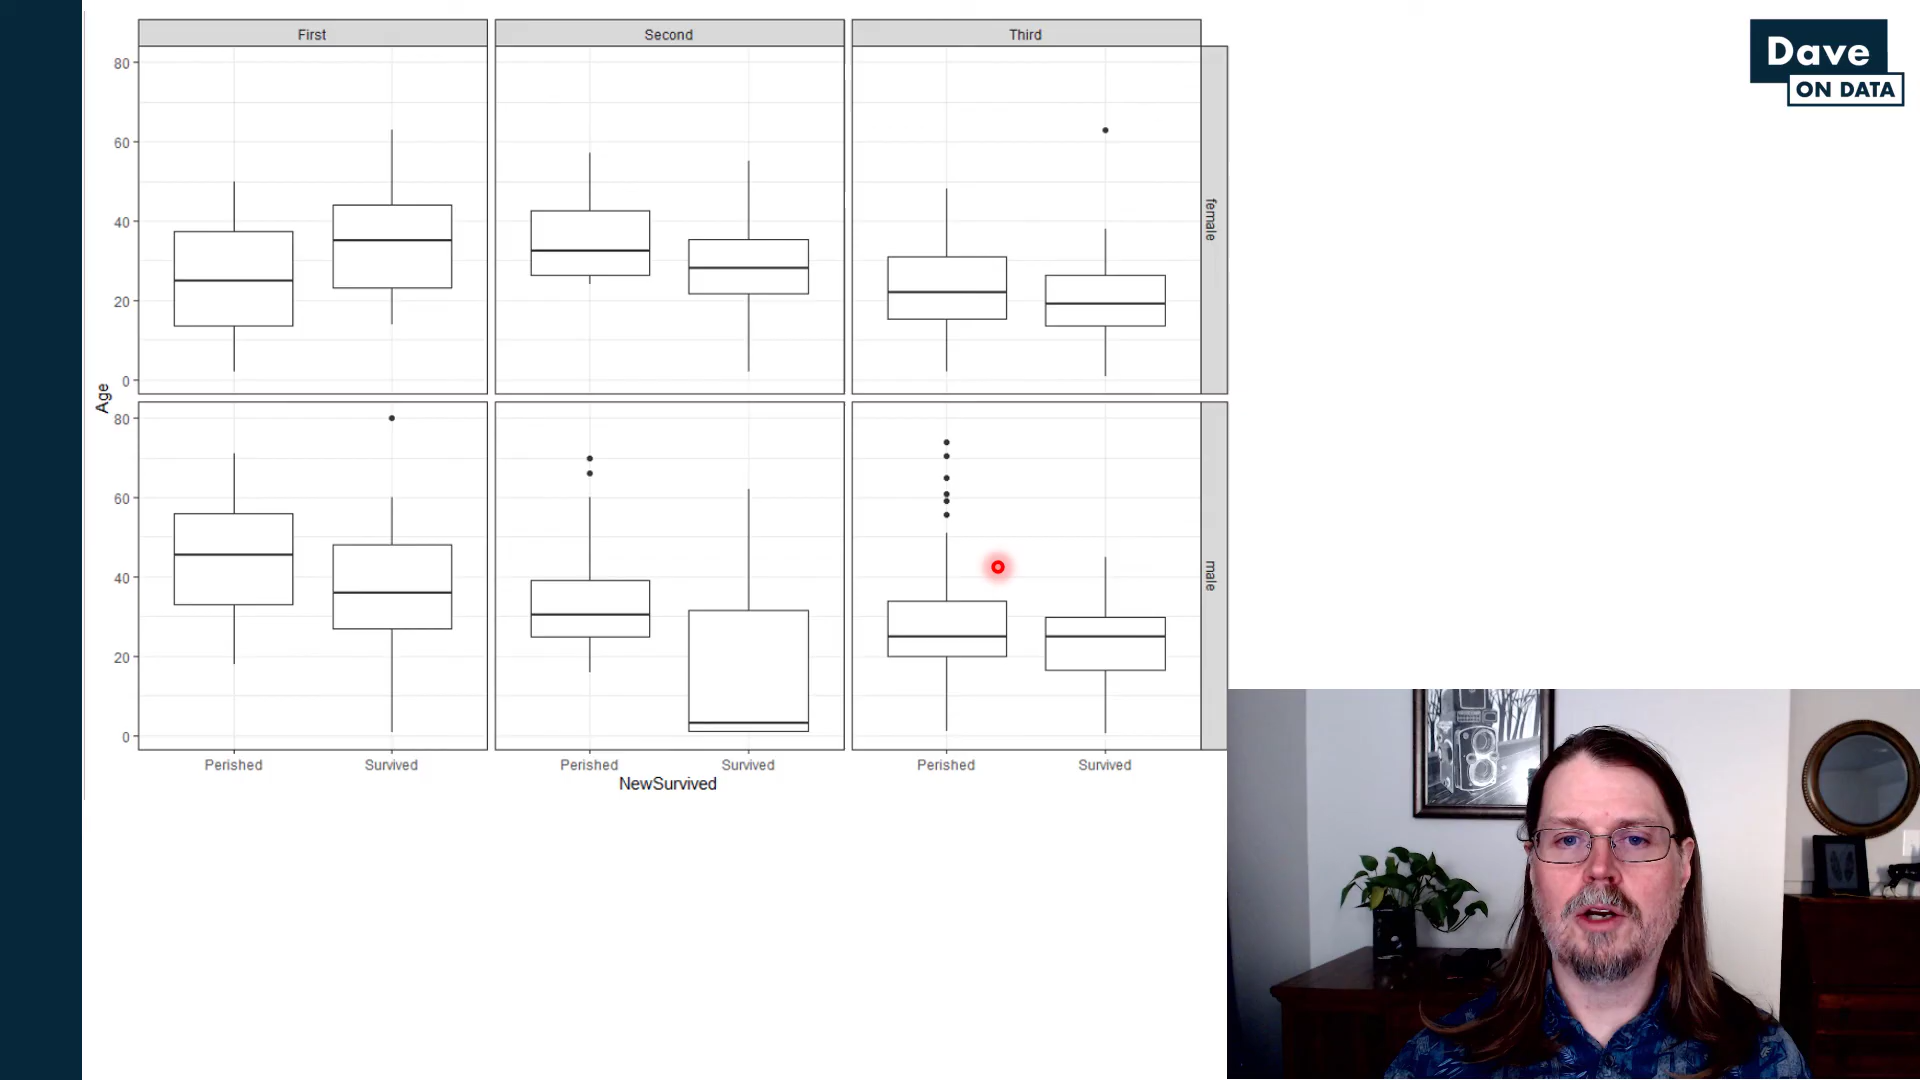 Dave
ON DATA
First Second Third
80
60
40
20
0
female
Age
80
60
40
20
0
male
Perished Survived Perished Survived Perished Survived
NewSurvived